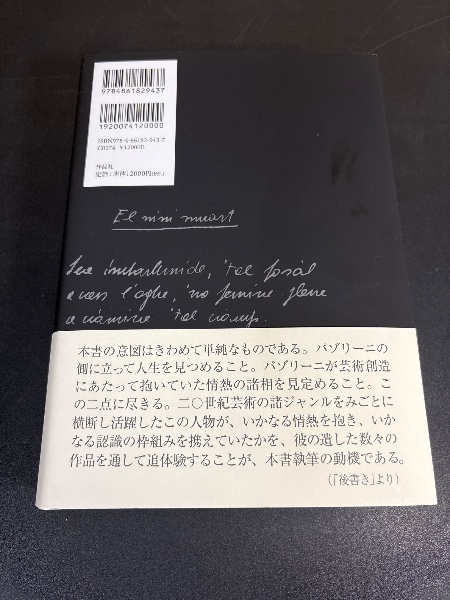 9784861829437
1920074120000
ISBN978-4-86182-943-7
C0074 ¥12000E
作品社
定価:本体12000円(税別)
El nini muart
Sera imbarlumide, 'tal fossàl
a cres l'aghe, 'na fèmine plene
a ciamine 'tal ciamp.
本書の意図はきわめて単純なものである。パゾリーニの
側に立って人生を見つめること。パゾリーニが芸術創造
にあたって抱いていた情熱の諸相を見定めること。こ
の二点に尽きる。二〇世紀芸術の諸ジャンルをみごとに
横断し活躍したこの人物が、いかなる情熱を抱き、いか
なる認識の枠組みを携えていたかを、彼の遺した数々の
作品を通して追体験することが、本書執筆の動機である。
(「後書き」より)